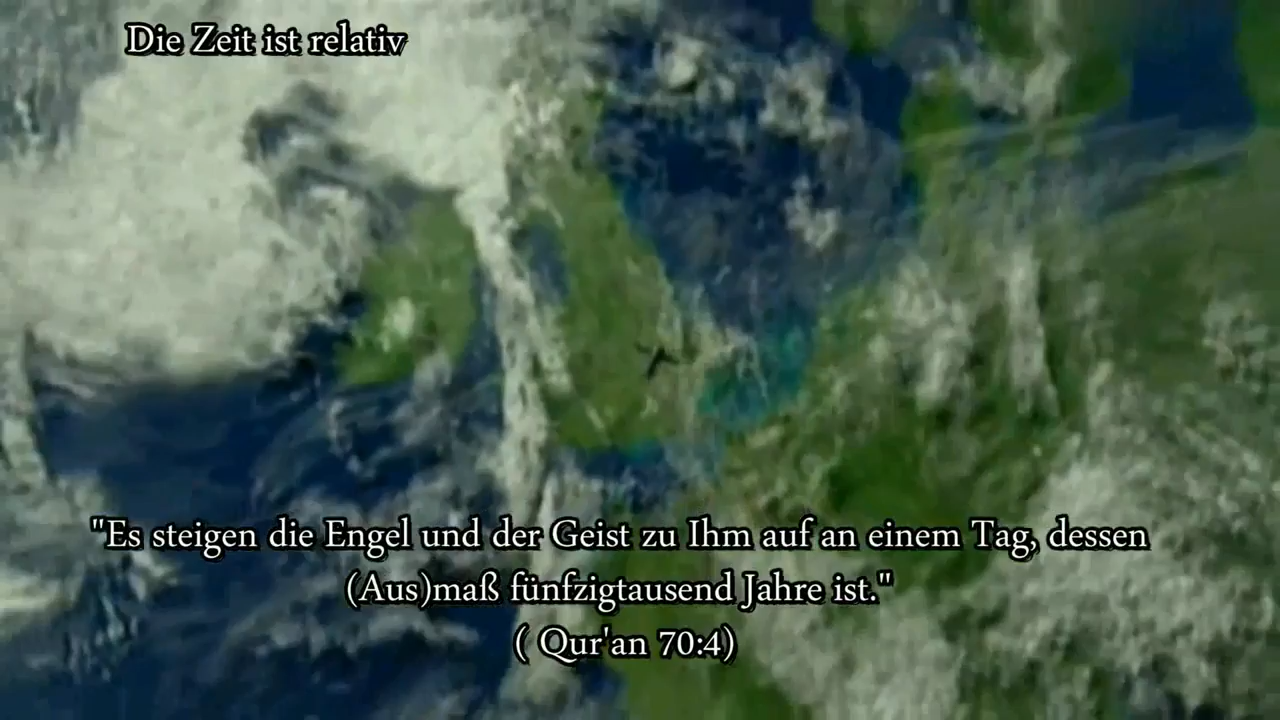 Die Zeit ist relativ
"Es steigen die Engel und der Geist zu Ihm auf an einem Tag, dessen
(Aus)maß fünfzigtausend Jahre ist."
( Qur'an 70:4)